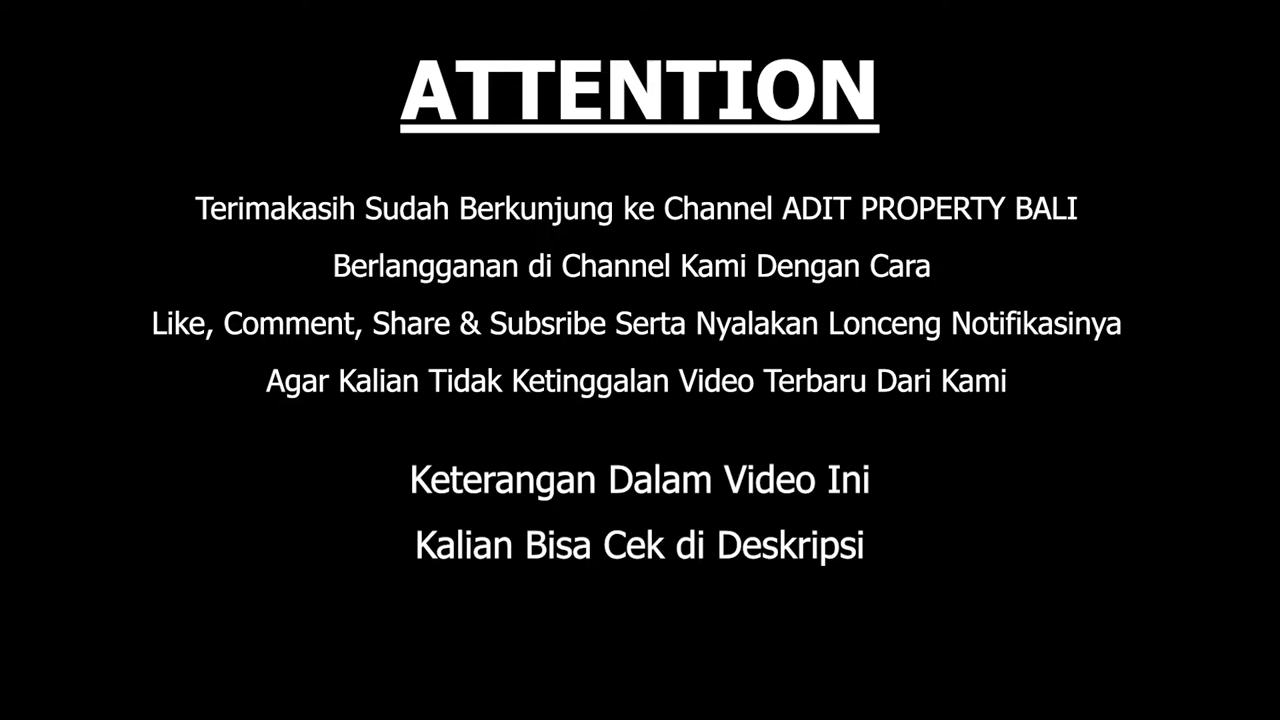 ATTENTION
Terimakasih Sudah Berkunjung ke Channel ADIT PROPERTY BALI
Berlangganan di Channel Kami Dengan Cara
Like, Comment, Share & Subsribe Serta Nyalakan Lonceng Notifikasinya
Agar Kalian Tidak Ketinggalan Video Terbaru Dari Kami
Keterangan Dalam Video Ini
Kalian Bisa Cek di Deskripsi